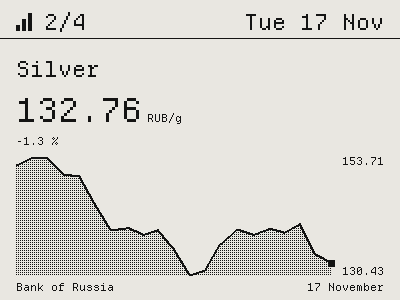 2/4 Tue 17 Nov
Silver
132.76 RUB/g
-1.3 %
153.71
130.43
Bank of Russia 17 November